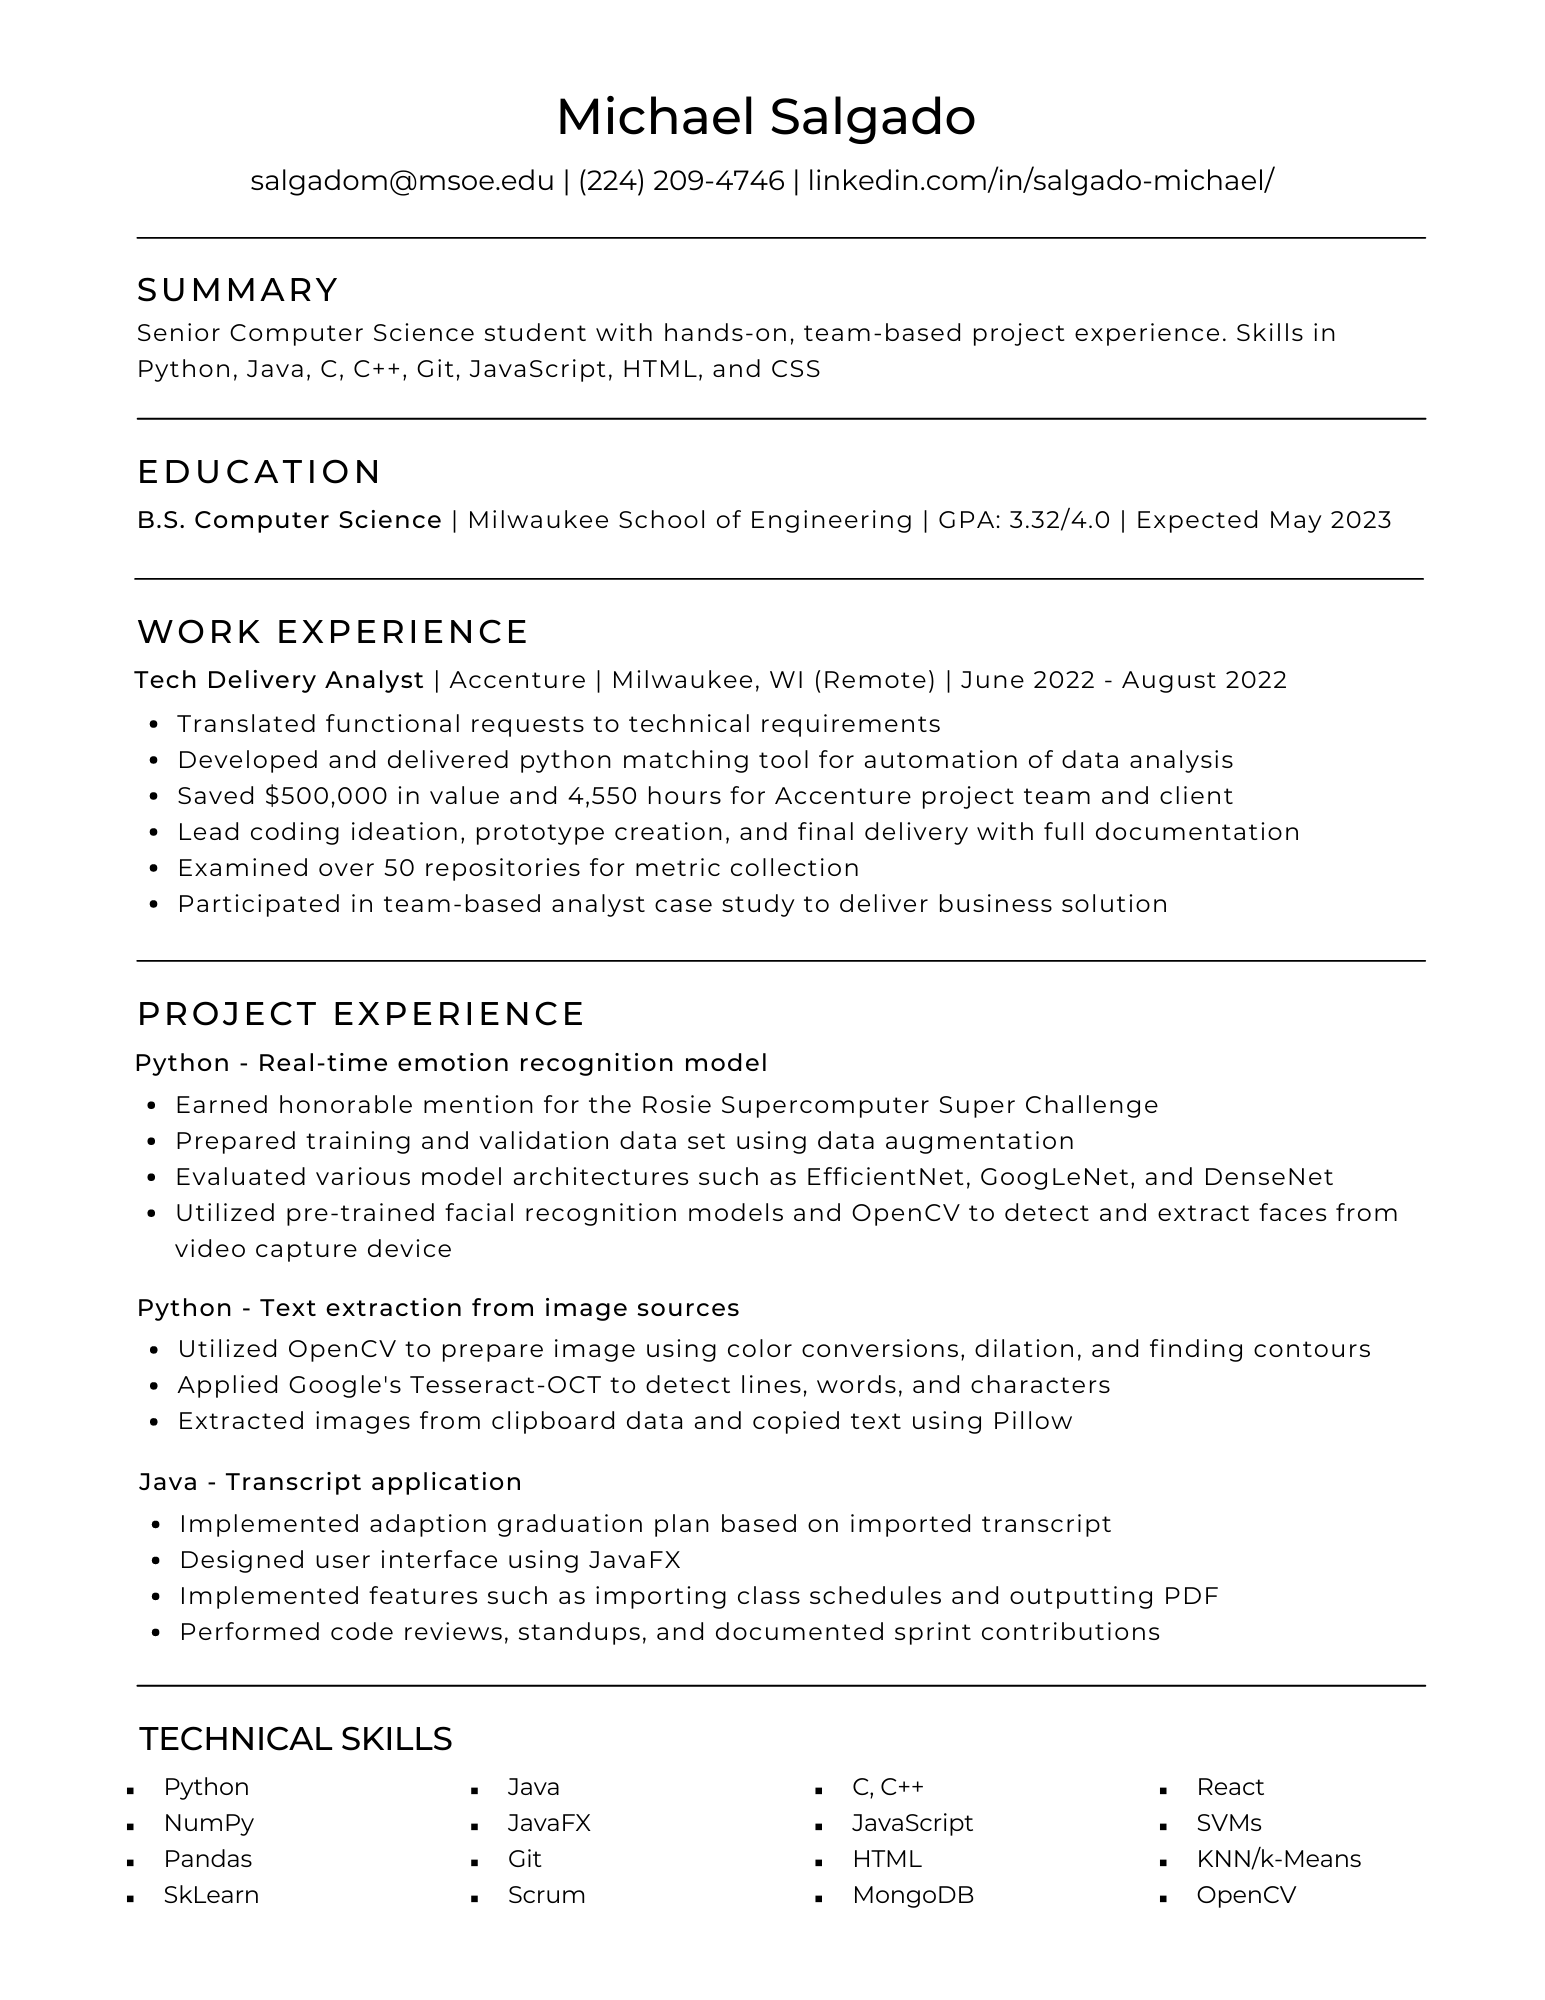 Michael Salgado
salgadom@msoe.edu | (224) 209-4746 | linkedin.com/in/salgado-michael/
SUMMARY
Senior Computer Science student with hands-on, team-based project experience. Skills in
Python, Java, C, C++, Git, JavaScript, HTML, and CSS
EDUCATION
B.S. Computer Science | Milwaukee School of Engineering | GPA: 3.32/4.0 | Expected May 2023
WORK EXPERIENCE
Tech Delivery Analyst | Accenture | Milwaukee, WI (Remote) | June 2022 - August 2022
• Translated functional requests to technical requirements
• Developed and delivered python matching tool for automation of data analysis
• Saved $500,000 in value and 4,550 hours for Accenture project team and client
• Lead coding ideation, prototype creation, and final delivery with full documentation
• Examined over 50 repositories for metric collection
• Participated in team-based analyst case study to deliver business solution
PROJECT EXPERIENCE
Python - Real-time emotion recognition model
• Earned honorable mention for the Rosie Supercomputer Super Challenge
• Prepared training and validation data set using data augmentation
• Evaluated various model architectures such as EfficientNet, GoogLeNet, and DenseNet
• Utilized pre-trained facial recognition models and OpenCV to detect and extract faces from
video capture device
Python - Text extraction from image sources
• Utilized OpenCV to prepare image using color conversions, dilation, and finding contours
• Applied Google's Tesseract-OCT to detect lines, words, and characters
• Extracted images from clipboard data and copied text using Pillow
Java - Transcript application
• Implemented adaption graduation plan based on imported transcript
• Designed user interface using JavaFX
• Implemented features such as importing class schedules and outputting PDF
• Performed code reviews, standups, and documented sprint contributions
TECHNICAL SKILLS
▪ Python ▪ Java ▪ C, C++ ▪ React
▪ NumPy ▪ JavaFX ▪ JavaScript ▪ SVMs
▪ Pandas ▪ Git ▪ HTML ▪ KNN/k-Means
▪ SkLearn ▪ Scrum ▪ MongoDB ▪ OpenCV